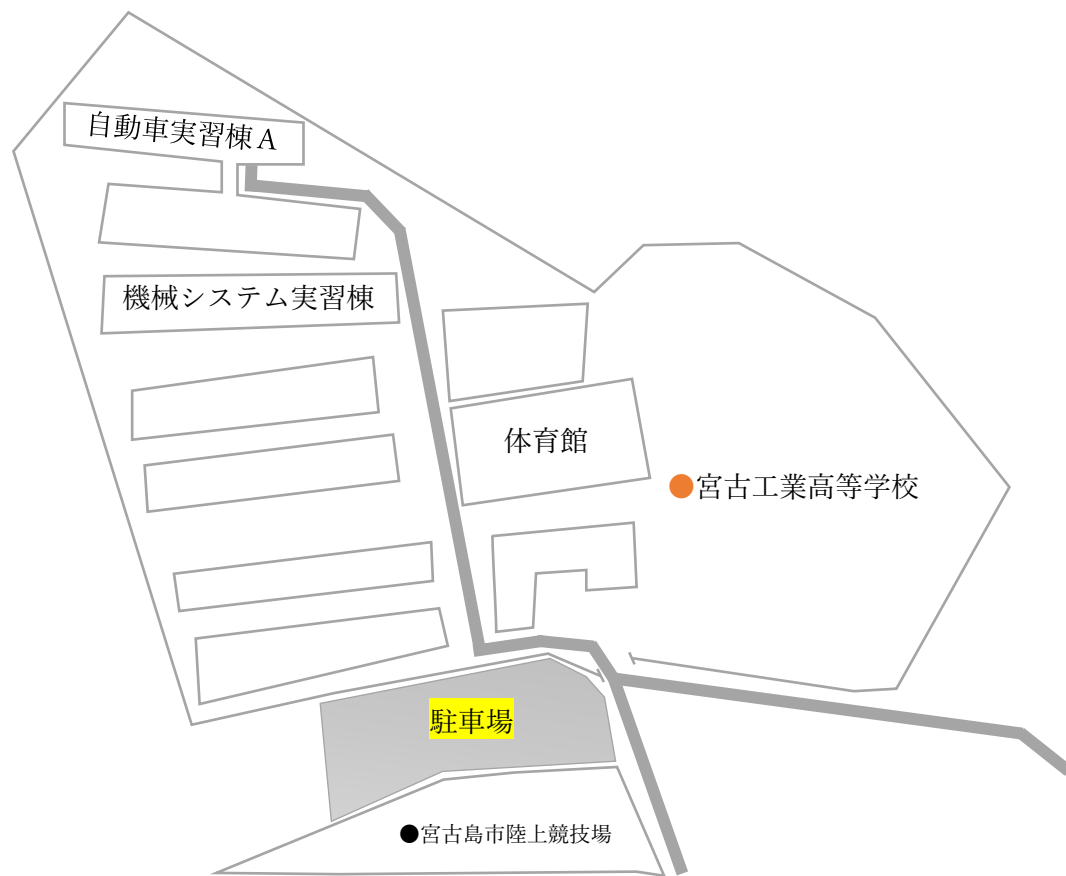 自動車実習棟A
機械システム実習棟
体育館
宮古工業高等学校
駐車場
宮古島市陸上競技場